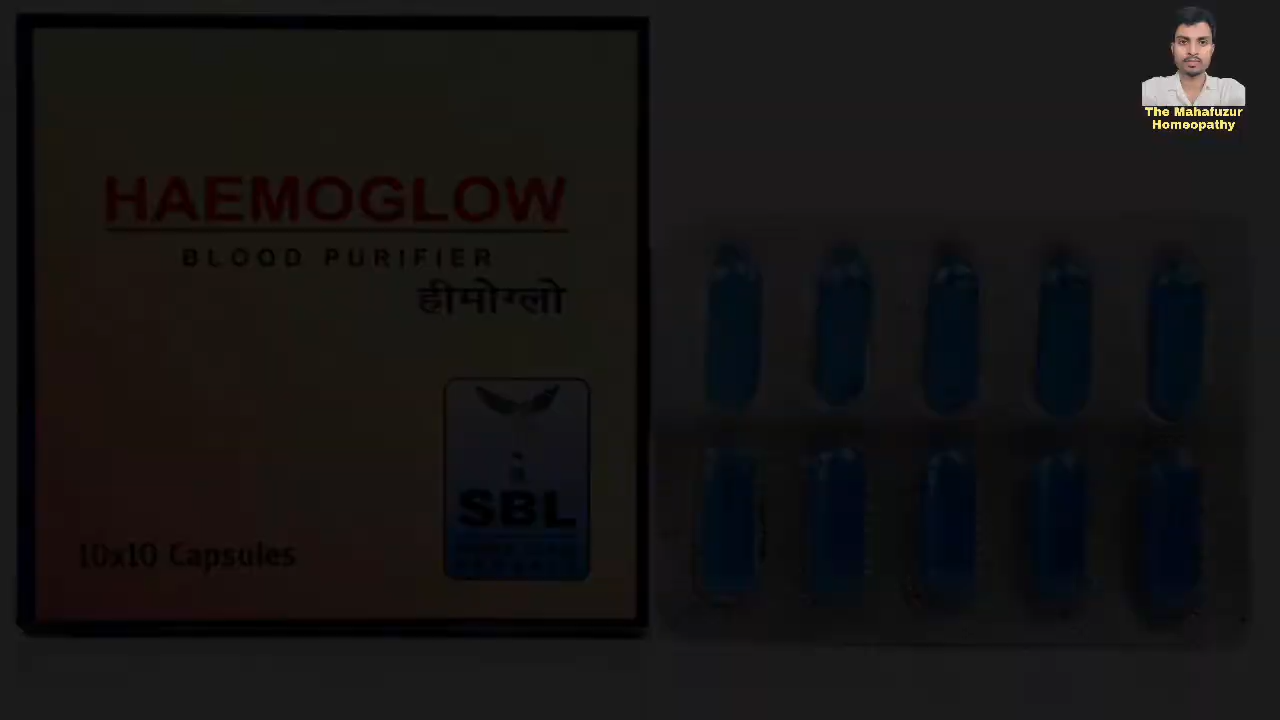 The Mahafuzur
Homeopathy
HAEMOGLOW
BLOOD PURIFIER
हीमोग्लो
SBL
10x10 Capsules